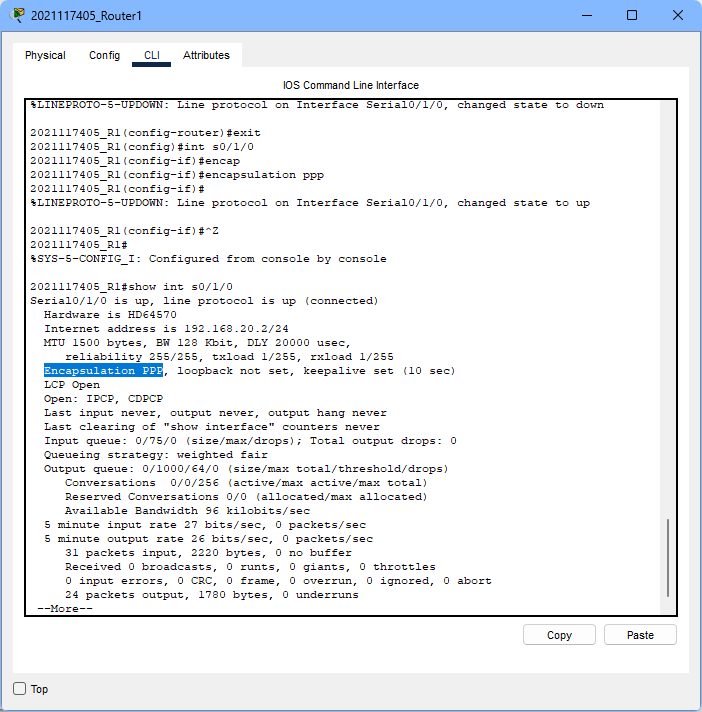 2021117405_Router1
Physical Config CLI Attributes
IOS Command Line Interface
%LINEPROTO-5-UPDOWN: Line protocol on Interface Serial0/1/0, changed state to down
2021117405_R1(config-router)#exit
2021117405_R1(config)#int s0/1/0
2021117405_R1(config-if)#encap
2021117405_R1(config-if)#encapsulation ppp
2021117405_R1(config-if)#
%LINEPROTO-5-UPDOWN: Line protocol on Interface Serial0/1/0, changed state to up
2021117405_R1(config-if)#^Z
2021117405_R1#
%SYS-5-CONFIG_I: Configured from console by console
2021117405_R1#show int s0/1/0
Serial0/1/0 is up, line protocol is up (connected)
Hardware is HD64570
Internet address is 192.168.20.2/24
MTU 1500 bytes, BW 128 Kbit, DLY 20000 usec,
reliability 255/255, txload 1/255, rxload 1/255
Encapsulation PPP, loopback not set, keepalive set (10 sec)
LCP Open
Open: IPCP, CDPCP
Last input never, output never, output hang never
Last clearing of "show interface" counters never
Input queue: 0/75/0 (size/max/drops); Total output drops: 0
Queueing strategy: weighted fair
Output queue: 0/1000/64/0 (size/max total/threshold/drops)
Conversations 0/0/256 (active/max active/max total)
Reserved Conversations 0/0 (allocated/max allocated)
Available Bandwidth 96 kilobits/sec
5 minute input rate 27 bits/sec, 0 packets/sec
5 minute output rate 26 bits/sec, 0 packets/sec
31 packets input, 2220 bytes, 0 no buffer
Received 0 broadcasts, 0 runts, 0 giants, 0 throttles
0 input errors, 0 CRC, 0 frame, 0 overrun, 0 ignored, 0 abort
24 packets output, 1780 bytes, 0 underruns
--More--
Copy Paste
Top